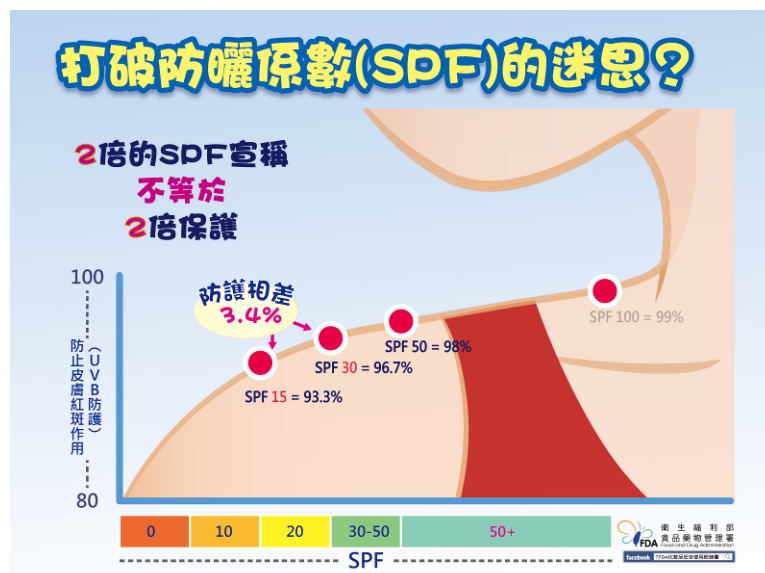 打破防曬係數(SPF)的迷思？
2倍的SPF宣稱
不等於
2倍保護
100
防護相差
3.4%
SPF 100 = 99%
SPF 50 = 98%
SPF 30 = 96.7%
SPF 15 = 93.3%
防止皮膚紅斑作用
（UVB防護）
80
0
10
20
30-50
50+
SPF
衛生福利部
食品藥物管理署
FDA
Food and Drug Administration
facebook